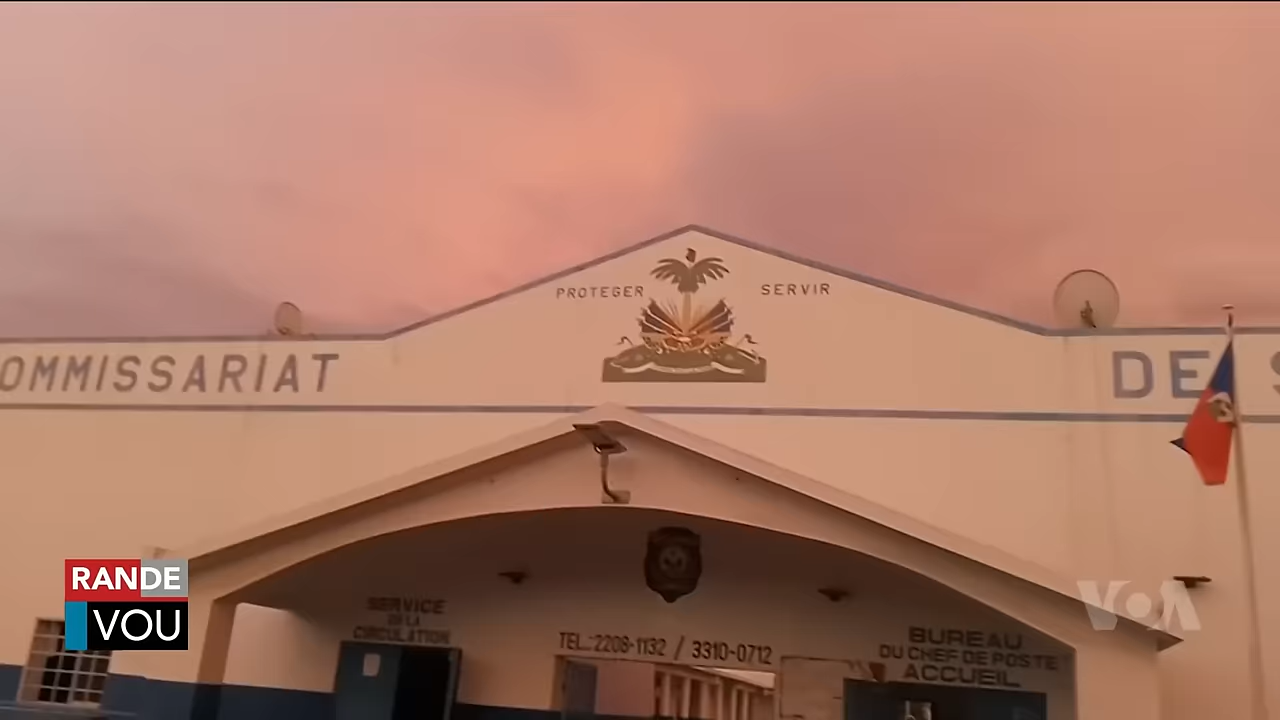 PROTEGER SERVIR
OMMISSARIAT DE S
SERVICE
DE LA
CIRCULATION
TEL.:2208-1132 / 3310-0712
BUREAU
DU CHEF DE POSTE
ACCUEIL
RANDE
VOU
VOA